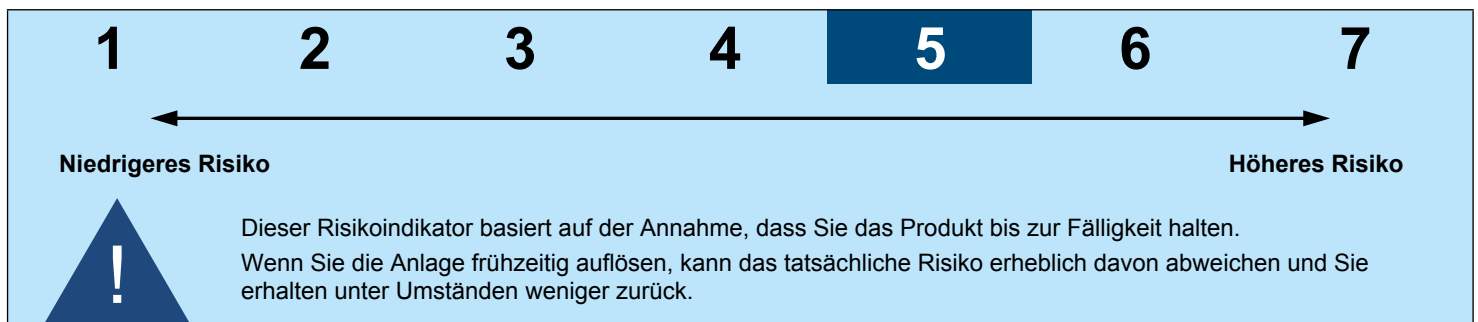 1 2 3 4 5 6 7
Niedrigeres Risiko Höheres Risiko
!
Dieser Risikoindikator basiert auf der Annahme, dass Sie das Produkt bis zur Fälligkeit halten.
Wenn Sie die Anlage frühzeitig auflösen, kann das tatsächliche Risiko erheblich davon abweichen und Sie
erhalten unter Umständen weniger zurück.